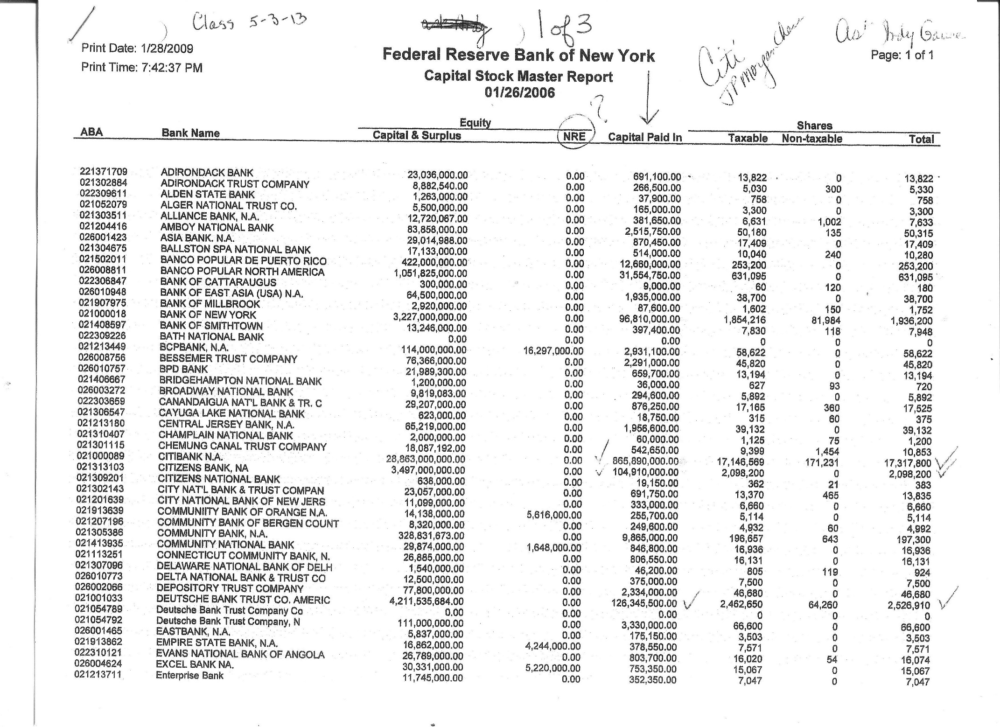 Class 5-3-13
1 of 3
Citi
JP Morgan Chase
Print Date: 1/28/2009
Print Time: 7:42:37 PM
Federal Reserve Bank of New York
Capital Stock Master Report
01/26/2006
Page: 1 of 1
?
Equity Shares
ABA Bank Name Capital & Surplus NRE Capital Paid In Taxable Non-taxable Total
221371709 ADIRONDACK BANK 23,036,000.00 0.00 691,100.00 13,822 0 13,822
021302884 ADIRONDACK TRUST COMPANY 8,882,540.00 0.00 266,500.00 5,030 300 5,330
022309611 ALDEN STATE BANK 1,263,000.00 0.00 37,900.00 758 0 758
021052079 ALGER NATIONAL TRUST CO. 5,500,000.00 0.00 165,000.00 3,300 0 3,300
021303511 ALLIANCE BANK, N.A. 12,720,067.00 0.00 381,650.00 6,631 1,002 7,633
021204416 AMBOY NATIONAL BANK 83,858,000.00 0.00 2,515,750.00 50,180 135 50,315
026001423 ASIA BANK. N.A. 29,014,988.00 0.00 870,450.00 17,409 0 17,409
021304675 BALLSTON SPA NATIONAL BANK 17,133,000.00 0.00 514,000.00 10,040 240 10,280
021502011 BANCO POPULAR DE PUERTO RICO 422,000,000.00 0.00 12,660,000.00 253,200 0 253,200
026008811 BANCO POPULAR NORTH AMERICA 1,051,825,000.00 0.00 31,554,750.00 631,095 0 631,095
022306847 BANK OF CATTARAUGUS 300,000.00 0.00 9,000.00 60 120 180
026010948 BANK OF EAST ASIA (USA) N.A. 64,500,000.00 0.00 1,935,000.00 38,700 0 38,700
021907975 BANK OF MILLBROOK 2,920,000.00 0.00 87,600.00 1,602 150 1,752
021000018 BANK OF NEW YORK 3,227,000,000.00 0.00 96,810,000.00 1,854,216 81,984 1,936,200
021408597 BANK OF SMITHTOWN 13,246,000.00 0.00 397,400.00 7,830 118 7,948
022309226 BATH NATIONAL BANK 0.00 0.00 0.00 0 0 0
021213449 BCPBANK, N.A. 114,000,000.00 16,297,000.00 2,931,100.00 58,622 0 58,622
026008756 BESSEMER TRUST COMPANY 76,366,000.00 0.00 2,291,000.00 45,820 0 45,820
026010757 BPD BANK 21,989,300.00 0.00 659,700.00 13,194 0 13,194
021406667 BRIDGEHAMPTON NATIONAL BANK 1,200,000.00 0.00 36,000.00 627 93 720
026003272 BROADWAY NATIONAL BANK 9,819,083.00 0.00 294,600.00 5,892 0 5,892
022303659 CANANDAIGUA NAT'L BANK & TR. C 29,207,000.00 0.00 876,250.00 17,165 360 17,525
021306547 CAYUGA LAKE NATIONAL BANK 623,000.00 0.00 18,750.00 315 60 375
021213180 CENTRAL JERSEY BANK, N.A. 65,219,000.00 0.00 1,956,600.00 39,132 0 39,132
021310407 CHAMPLAIN NATIONAL BANK 2,000,000.00 0.00 60,000.00 1,125 75 1,200
021301115 CHEMUNG CANAL TRUST COMPANY 18,087,192.00 0.00 542,650.00 9,399 1,454 10,853
021000089 CITIBANK N.A. 28,863,000,000.00 0.00 865,890,000.00 17,146,569 171,231 17,317,800
021313103 CITIZENS BANK, NA 3,497,000,000.00 0.00 104,910,000.00 2,098,200 0 2,098,200
021309201 CITIZENS NATIONAL BANK 638,000.00 0.00 19,150.00 362 21 383
021302143 CITY NAT'L BANK & TRUST COMPAN 23,057,000.00 0.00 691,750.00 13,370 465 13,835
021201639 CITY NATIONAL BANK OF NEW JERS 11,099,000.00 0.00 333,000.00 6,660 0 6,660
021913639 COMMUNIITY BANK OF ORANGE N.A. 14,138,000.00 5,616,000.00 255,700.00 5,114 0 5,114
021207196 COMMUNITY BANK OF BERGEN COUNT 8,320,000.00 0.00 249,600.00 4,932 60 4,992
021305386 COMMUNITY BANK, N.A. 328,831,673.00 0.00 9,865,000.00 196,657 643 197,300
021413935 COMMUNITY NATIONAL BANK 29,874,000.00 1,648,000.00 846,800.00 16,936 0 16,936
021113251 CONNECTICUT COMMUNITY BANK, N. 26,885,000.00 0.00 806,550.00 16,131 0 16,131
021307096 DELAWARE NATIONAL BANK OF DELH 1,540,000.00 0.00 46,200.00 805 119 924
026010773 DELTA NATIONAL BANK & TRUST CO 12,500,000.00 0.00 375,000.00 7,500 0 7,500
026002066 DEPOSITORY TRUST COMPANY 77,800,000.00 0.00 2,334,000.00 46,680 0 46,680
021001033 DEUTSCHE BANK TRUST CO. AMERIC 4,211,535,684.00 0.00 126,345,500.00 2,462,650 64,260 2,526,910
021054789 Deutsche Bank Trust Company Co 0.00 0.00 0.00 0 0 0
021054792 Deutsche Bank Trust Company, N 111,000,000.00 0.00 3,330,000.00 66,600 0 66,600
026001465 EASTBANK, N.A. 5,837,000.00 0.00 175,150.00 3,503 0 3,503
021913862 EMPIRE STATE BANK, N.A. 16,862,000.00 4,244,000.00 378,550.00 7,571 0 7,571
022310121 EVANS NATIONAL BANK OF ANGOLA 26,789,000.00 0.00 803,700.00 16,020 54 16,074
026004624 EXCEL BANK NA. 30,331,000.00 5,220,000.00 753,350.00 15,067 0 15,067
021213711 Enterprise Bank 11,745,000.00 0.00 352,350.00 7,047 0 7,047